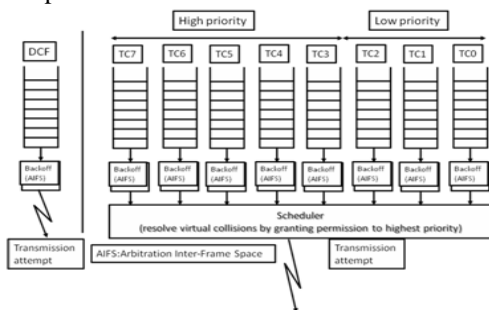 High priority
Low priority
DCF
TC7
TC6
TC5
TC4
TC3
TC2
TC1
TC0
Backoff
(AIFS)
Backoff
(AIFS)
Backoff
(AIFS)
Backoff
(AIFS)
Backoff
(AIFS)
Backoff
(AIFS)
Backoff
(AIFS)
Backoff
(AIFS)
Backoff
(AIFS)
Scheduler
(resolve virtual collisions by granting permission to highest priority)
Transmission
attempt
AIFS:Arbitration Inter-Frame Space
Transmission
attempt